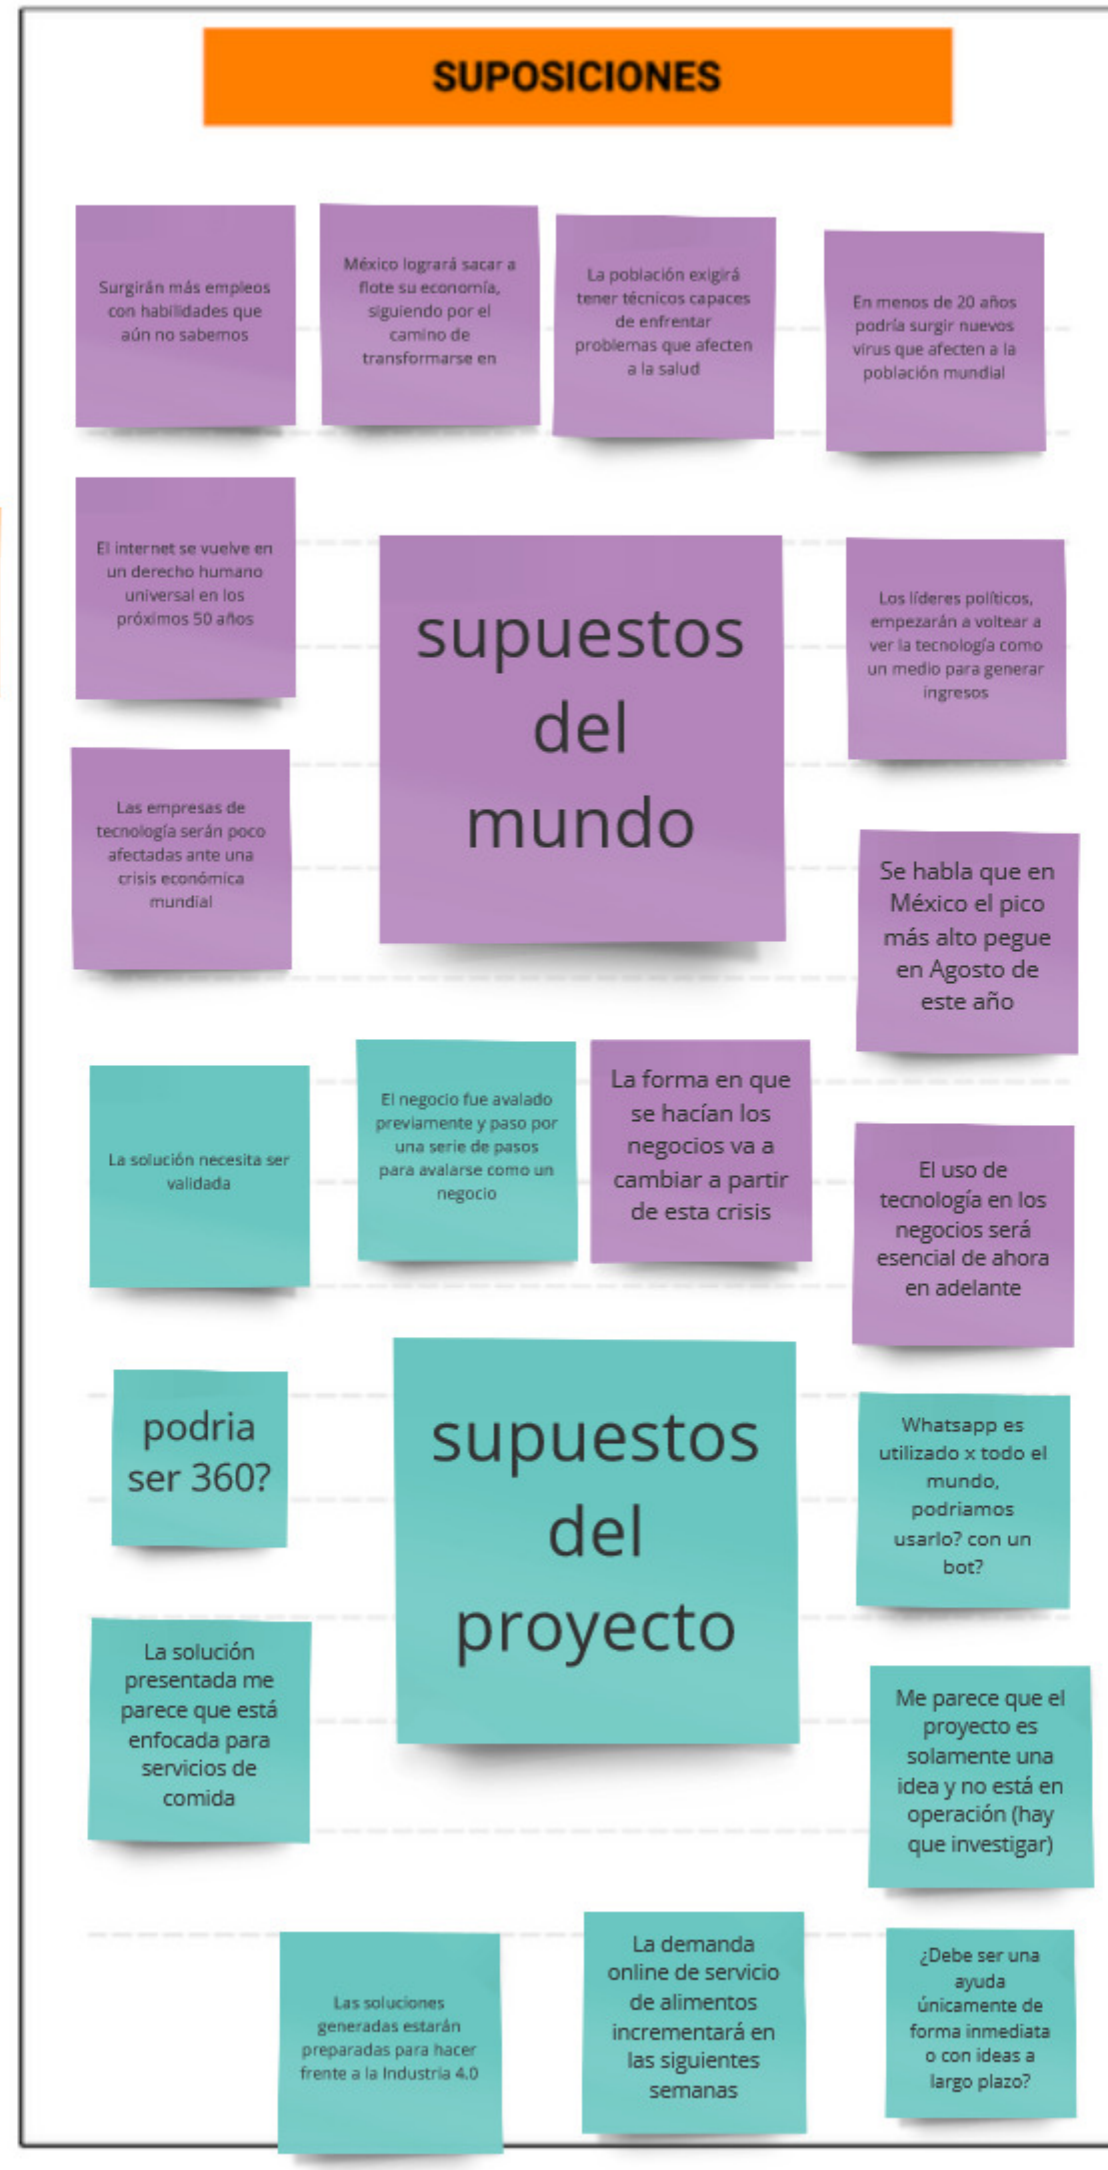 SUPOSICIONES
Surgirán más empleos
con habilidades que
aún no sabemos
México logrará sacar a
flote su economía,
siguiendo por el
camino de
transformarse en
La población exigirá
tener técnicos capaces
de enfrentar
problemas que afecten
a la salud
En menos de 20 años
podría surgir nuevos
virus que afecten a la
población mundial
El internet se vuelve en
un derecho humano
universal en los
próximos 50 años
supuestos
del
mundo
Los líderes políticos,
empezarán a voltear a
ver la tecnología como
un medio para generar
ingresos
Las empresas de
tecnología serán poco
afectadas ante una
crisis económica
mundial
Se habla que en
México el pico
más alto pegue
en Agosto de
este año
La solución necesita ser
validada
El negocio fue avalado
previamente y paso por
una serie de pasos
para avalarse como un
negocio
La forma en que
se hacían los
negocios va a
cambiar a partir
de esta crisis
El uso de
tecnología en los
negocios será
esencial de ahora
en adelante
podria
ser 360?
supuestos
del
proyecto
Whatsapp es
utilizado x todo el
mundo,
podriamos
usarlo? con un
bot?
La solución
presentada me
parece que está
enfocada para
servicios de
comida
Me parece que el
proyecto es
solamente una
idea y no está en
operación (hay
que investigar)
Las soluciones
generadas estarán
preparadas para hacer
frente a la Industria 4.0
La demanda
online de servicio
de alimentos
incrementará en
las siguientes
semanas
¿Debe ser una
ayuda
únicamente de
forma inmediata
o con ideas a
largo plazo?